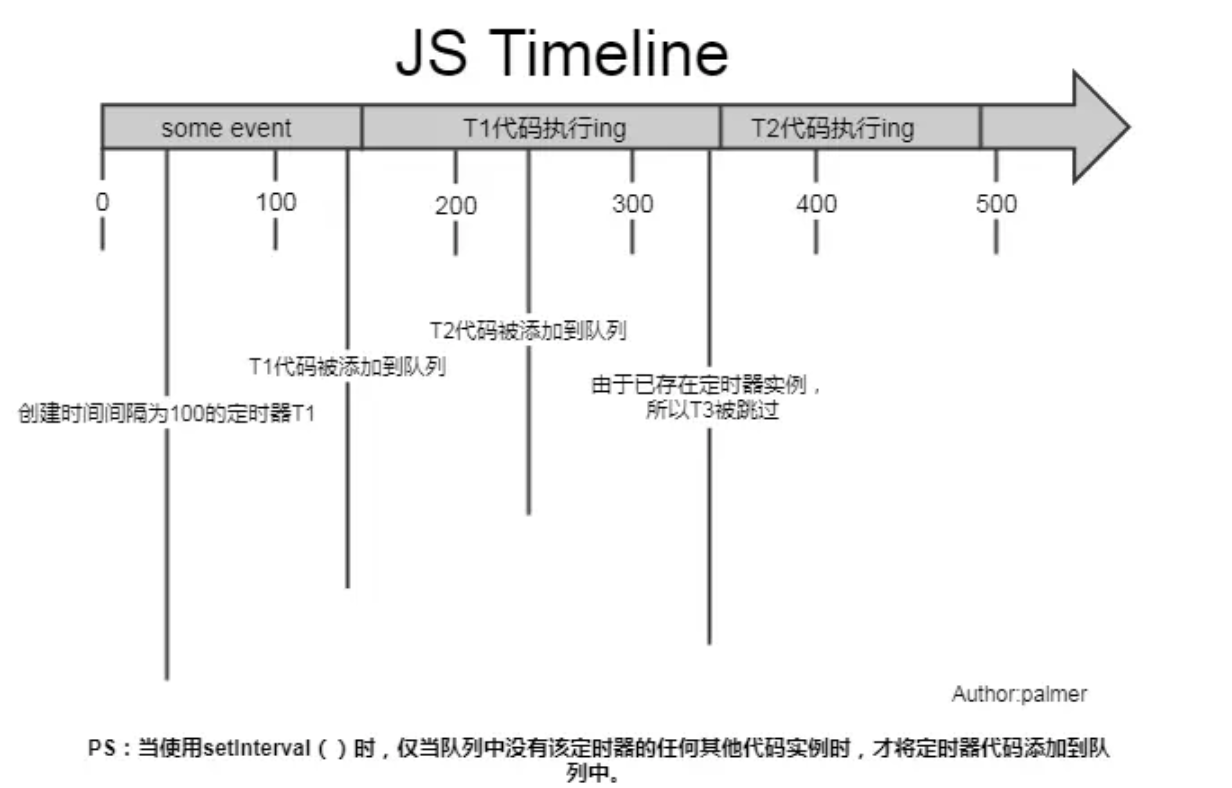 JS Timeline
some event
T1代码执行ing
T2代码执行ing
0
100
200
300
400
500
T2代码被添加到队列
T1代码被添加到队列
由于已存在定时器实例，
所以T3被跳过
创建时间间隔为100的定时器T1
Author:palmer
PS：当使用setInterval（）时，仅当队列中没有该定时器的任何其他代码实例时，才将定时器代码添加到队
列中。